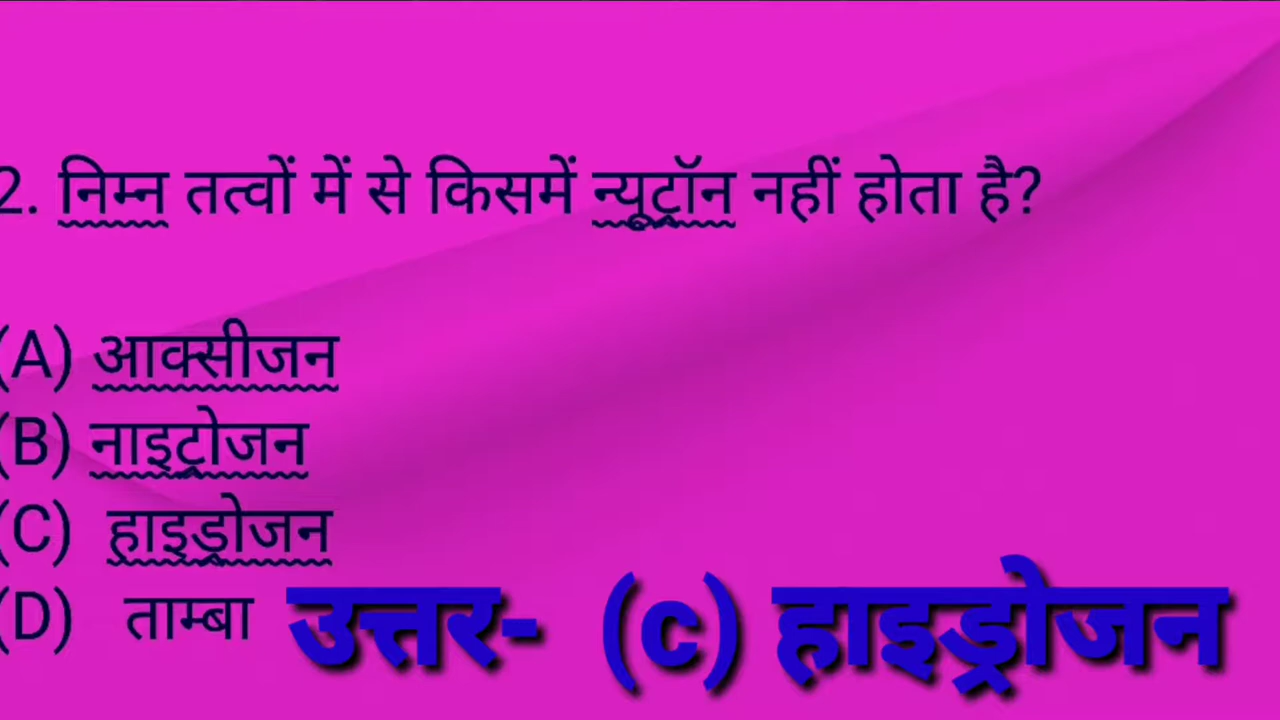 2. निम्न तत्वों में से किसमें न्यूट्रॉन नहीं होता है?
(A) आक्सीजन
(B) नाइट्रोजन
(C) हाइड्रोजन
(D) ताम्बा
उत्तर- (c) हाइड्रोजन